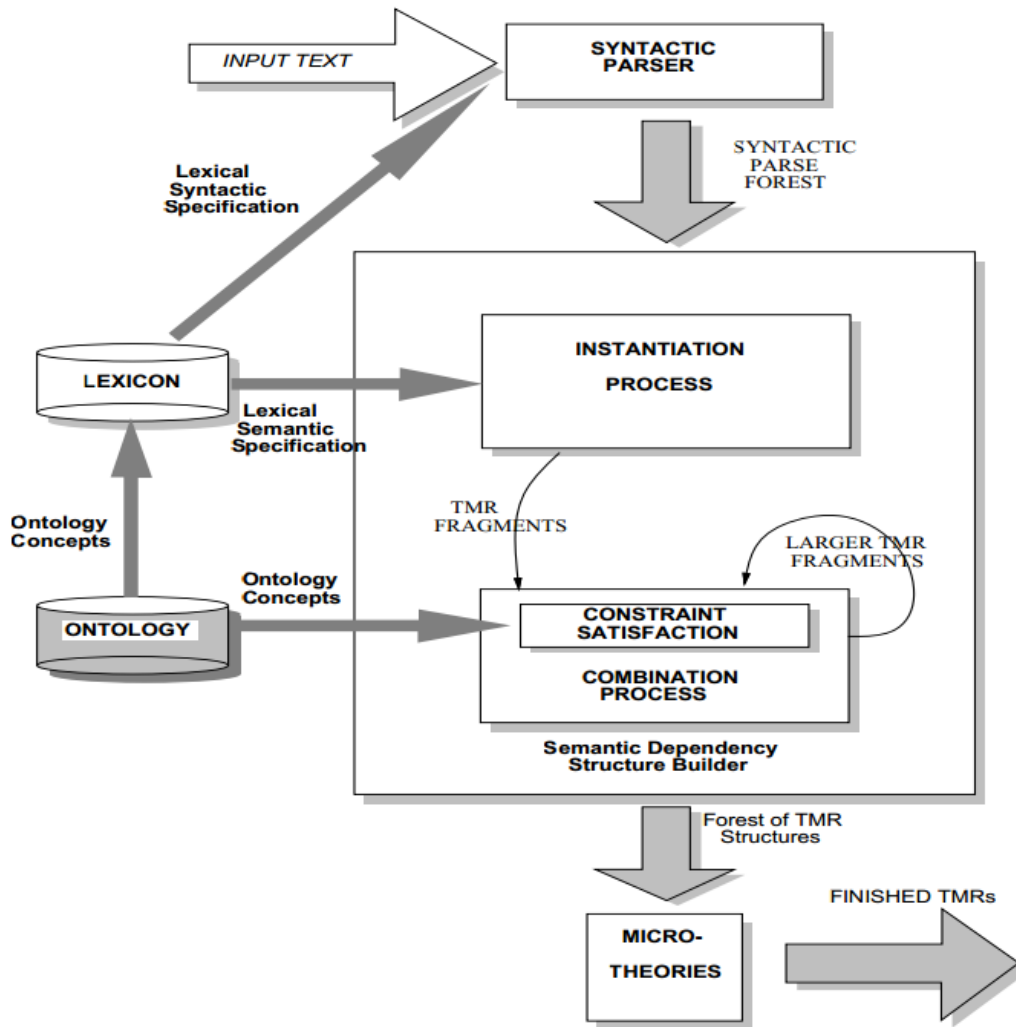 INPUT TEXT
SYNTACTIC
PARSER
SYNTACTIC
PARSE
FOREST
Lexical
Syntactic
Specification
INSTANTIATION
PROCESS
LEXICON
Lexical
Semantic
Specification
TMR
FRAGMENTS
LARGER TMR
FRAGMENTS
Ontology
Concepts
Ontology
Concepts
ONTOLOGY
CONSTRAINT
SATISFACTION
COMBINATION
PROCESS
Semantic Dependency
Structure Builder
Forest of TMR
Structures
FINISHED TMRs
MICRO-
THEORIES